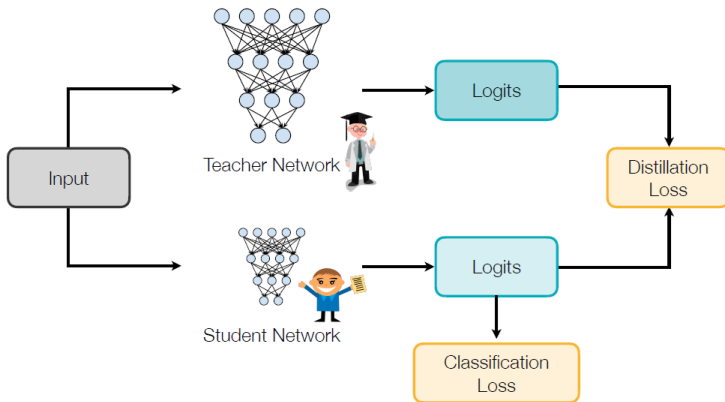 Logits
Teacher Network
Input
Distillation
Loss
Logits
Student Network
Classification
Loss